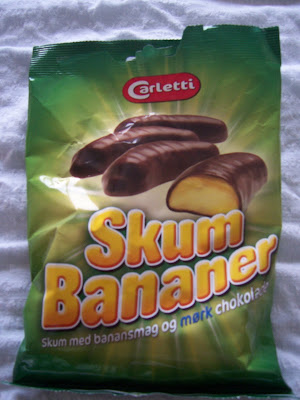 Carletti
Skum
Bananer
Skum med banansmag og mørk chokolade